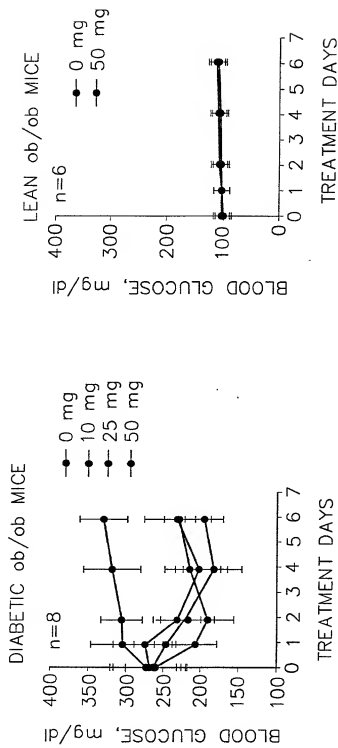 DIABETIC ob/ob MICE
n=8
0 mg
10 mg
25 mg
50 mg
400
350
300
250
200
150
100
BLOOD GLUCOSE, mg/dl
0 1 2 3 4 5 6 7
TREATMENT DAYS
LEAN ob/ob MICE
n=6
0 mg
50 mg
400
300
200
100
BLOOD GLUCOSE, mg/dl
0 1 2 3 4 5 6 7
TREATMENT DAYS